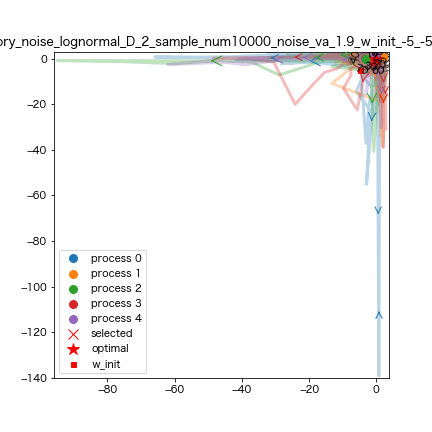 ory_noise_lognormal_D_2_sample_num10000_noise_va_1.9_w_init_-5_-5
0
−20
−40
−60
−80
−100
−120
−140
−80
−60
−40
−20
0
process 0
process 1
process 2
process 3
process 4
selected
optimal
w_init